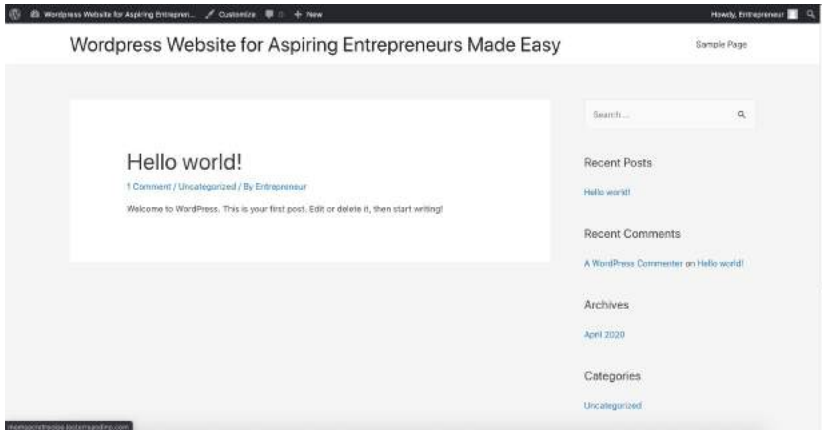 Wordpress Website for Aspiring Entrepren... Customize 0 + New Howdy, Entrepreneur
Wordpress Website for Aspiring Entrepreneurs Made Easy
Sample Page
Hello world!
1 Comment / Uncategorized / By Entrepreneur
Welcome to WordPress. This is your first post. Edit or delete it, then start writing!
Search ...
Recent Posts
Hello world!
Recent Comments
A WordPress Commenter on Hello world!
Archives
April 2020
Categories
Uncategorized